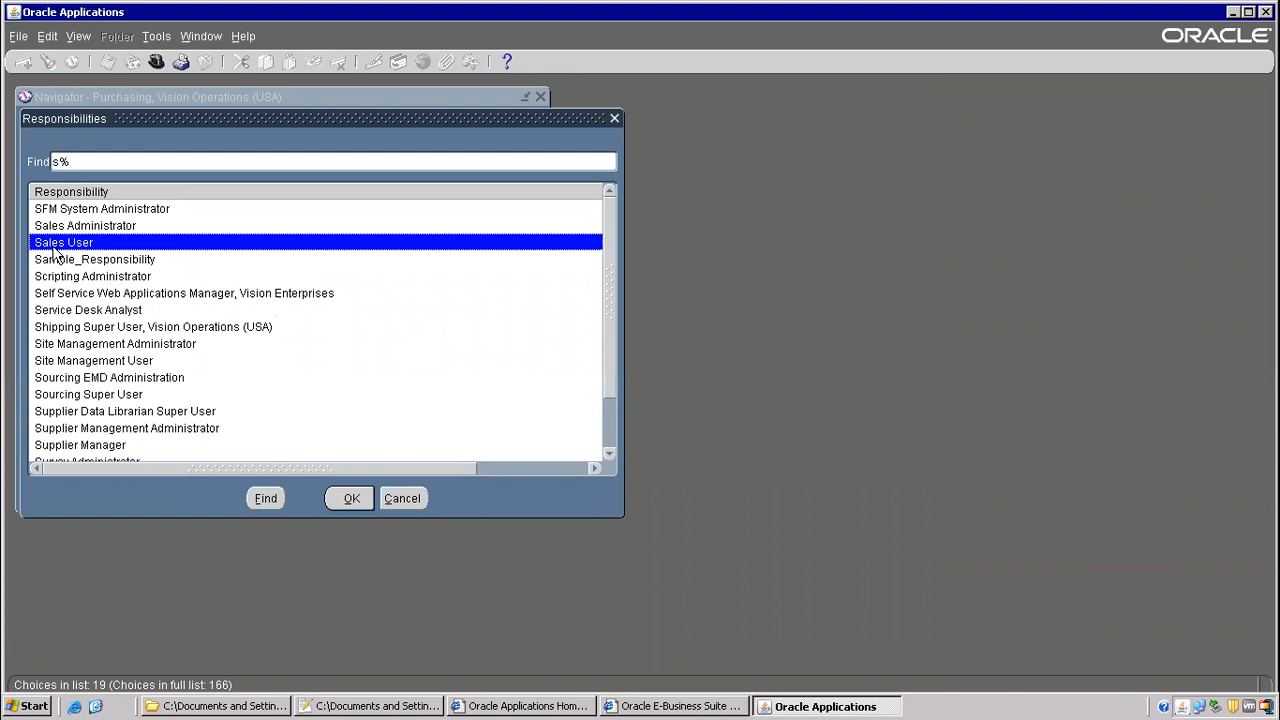 Oracle Applications
File Edit View Folder Tools Window Help
ORACLE
Navigator - Purchasing, Vision Operations (USA)
Responsibilities
Find s%
Responsibility
SFM System Administrator
Sales Administrator
Sales User
Sample_Responsibility
Scripting Administrator
Self Service Web Applications Manager, Vision Enterprises
Service Desk Analyst
Shipping Super User, Vision Operations (USA)
Site Management Administrator
Site Management User
Sourcing EMD Administration
Sourcing Super User
Supplier Data Librarian Super User
Supplier Management Administrator
Supplier Manager
Survey Administrator
Find OK Cancel
Choices in list: 19 (Choices in full list: 166)
Start C:\Documents and Settin... C:\Documents and Settin... Oracle Applications Hom... Oracle E-Business Suite ... Oracle Applications